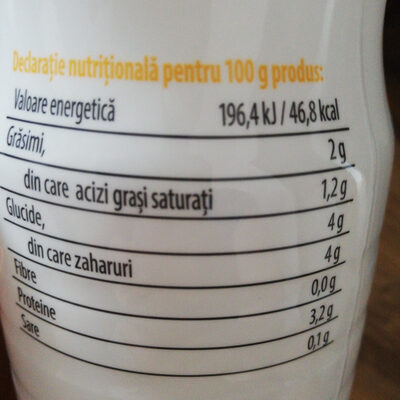 Declarație nutrițională pentru 100 g produs:
Valoare energetică 196,4 kJ / 46,8 kcal
Grăsimi, 2 g
din care acizi grași saturați 1,2 g
Glucide, 4 g
din care zaharuri 4 g
Fibre 0,0 g
Proteine 3,2 g
Sare 0,1 g